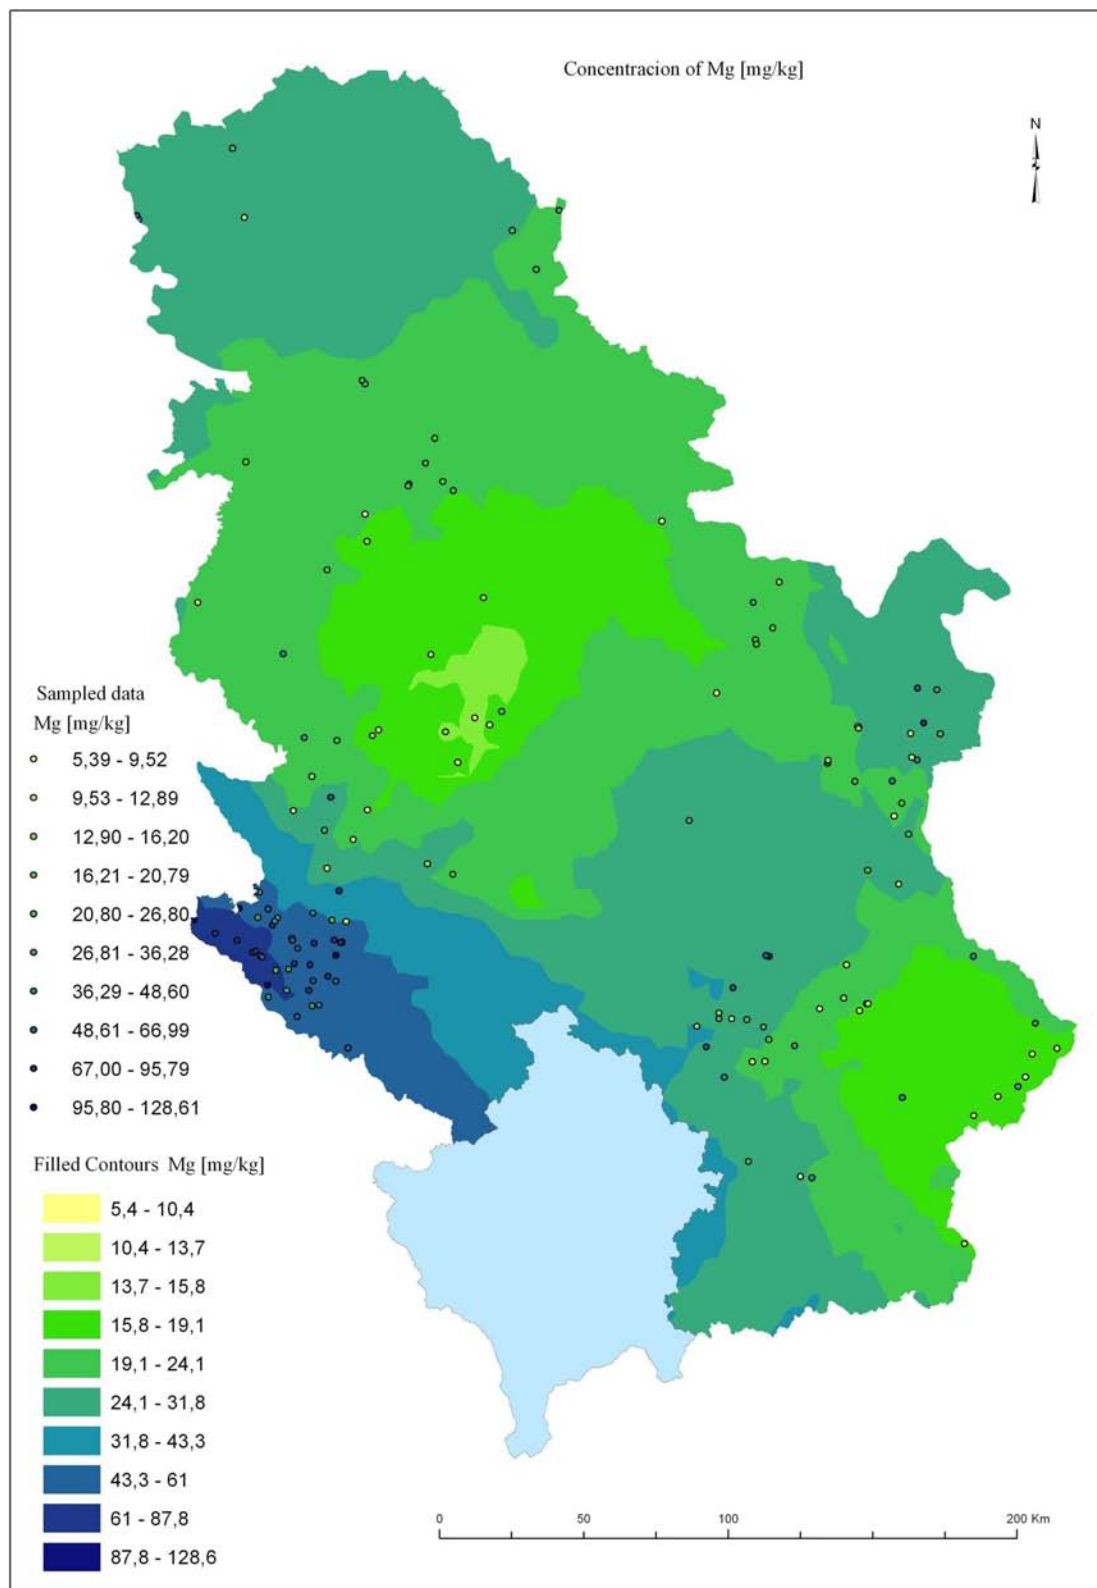 Concentracion of Mg [mg/kg]
N
Sampled data
Mg [mg/kg]
5,39 - 9,52
9,53 - 12,89
12,90 - 16,20
16,21 - 20,79
20,80 - 26,80
26,81 - 36,28
36,29 - 48,60
48,61 - 66,99
67,00 - 95,79
95,80 - 128,61
Filled Contours Mg [mg/kg]
5,4 - 10,4
10,4 - 13,7
13,7 - 15,8
15,8 - 19,1
19,1 - 24,1
24,1 - 31,8
31,8 - 43,3
43,3 - 61
61 - 87,8
87,8 - 128,6
0 50 100 200 Km